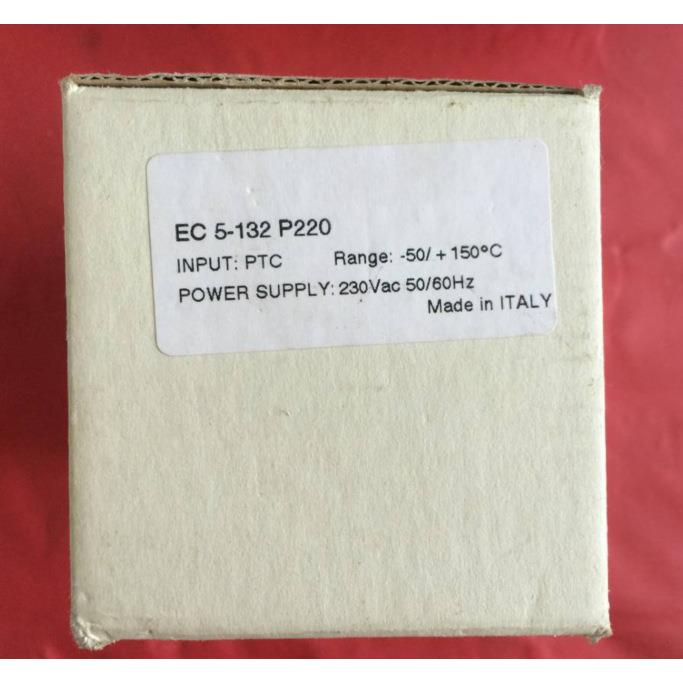 EC 5-132 P220
INPUT: PTC Range: -50/ + 150°C
POWER SUPPLY: 230Vac 50/60Hz
Made in ITALY